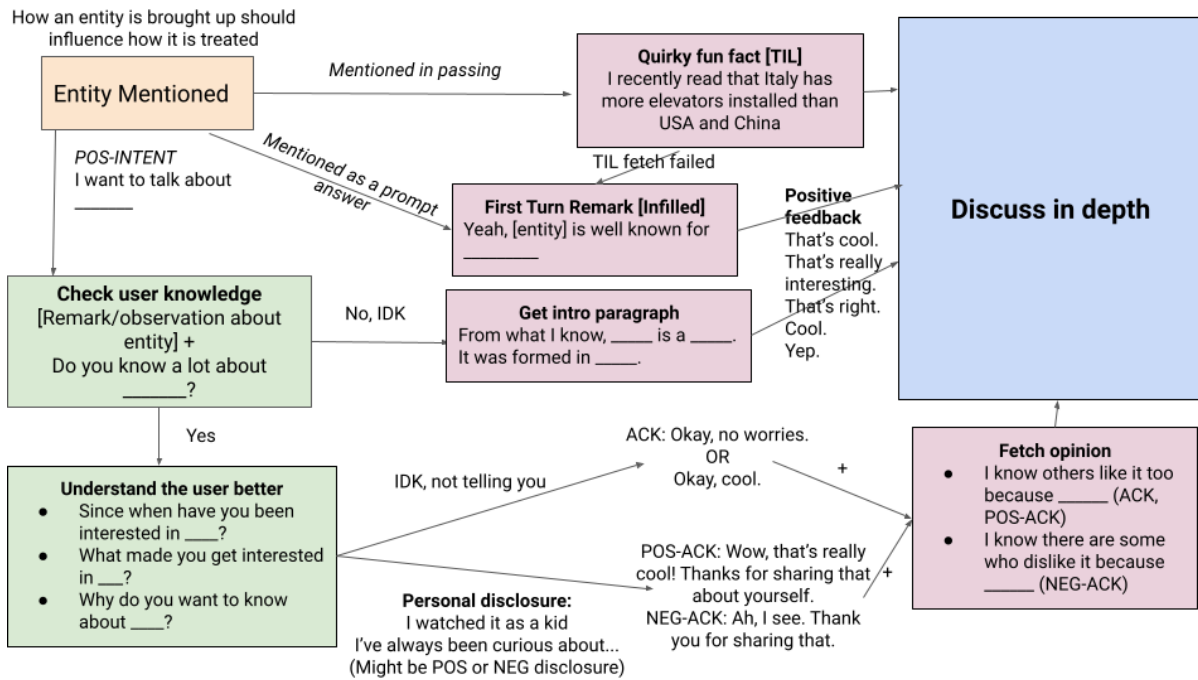 How an entity is brought up should
influence how it is treated
Entity Mentioned
Mentioned in passing
Quirky fun fact [TIL]
I recently read that Italy has
more elevators installed than
USA and China
POS-INTENT
I want to talk about
______
Mentioned as a prompt
answer
TIL fetch failed
First Turn Remark [Infilled]
Yeah, [entity] is well known for
________
Positive
feedback
That's cool.
That's really
interesting.
That's right.
Cool.
Yep.
Discuss in depth
Check user knowledge
[Remark/observation about
entity] +
Do you know a lot about
______?
No, IDK
Get intro paragraph
From what I know, ____ is a ____.
It was formed in ____.
Yes
Understand the user better
● Since when have you been
interested in ___?
● What made you get interested
in __?
● Why do you want to know
about ___?
IDK, not telling you
ACK: Okay, no worries.
OR
Okay, cool.
+
Personal disclosure:
I watched it as a kid
I've always been curious about...
(Might be POS or NEG disclosure)
POS-ACK: Wow, that's really
cool! Thanks for sharing that
about yourself.
NEG-ACK: Ah, I see. Thank
you for sharing that.
+
Fetch opinion
● I know others like it too
because _____ (ACK,
POS-ACK)
● I know there are some
who dislike it because
_____ (NEG-ACK)